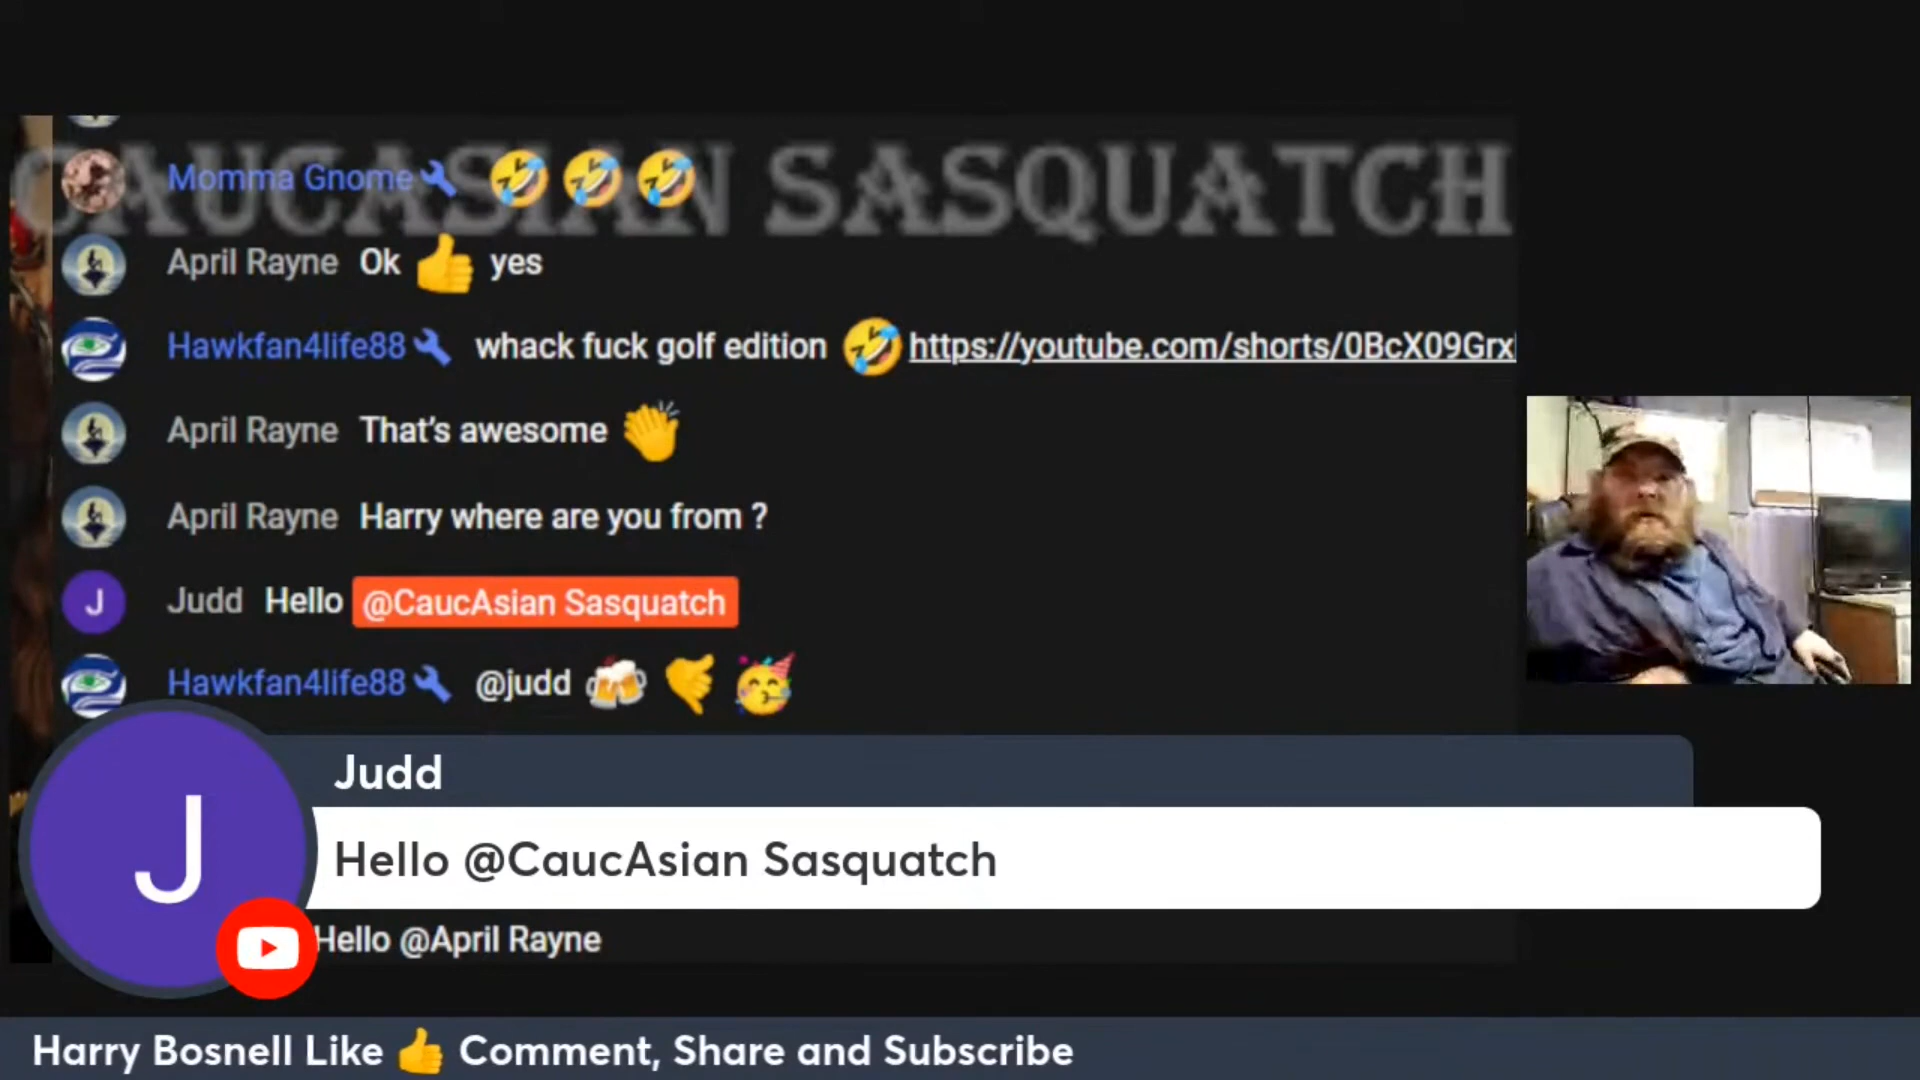 CAUCASIAN SASQUATCH
Momma Gnome 🤣 🤣 🤣
April Rayne Ok 👍 yes
Hawkfan4life88 whack fuck golf edition 🤣 https://youtube.com/shorts/0BcX09Grx
April Rayne That's awesome 👏
April Rayne Harry where are you from ?
J Judd Hello @CaucAsian Sasquatch
Hawkfan4life88 @judd 🍻 🤙 🥳
Judd
J
Hello @CaucAsian Sasquatch
Hello @April Rayne
Harry Bosnell Like 👍 Comment, Share and Subscribe